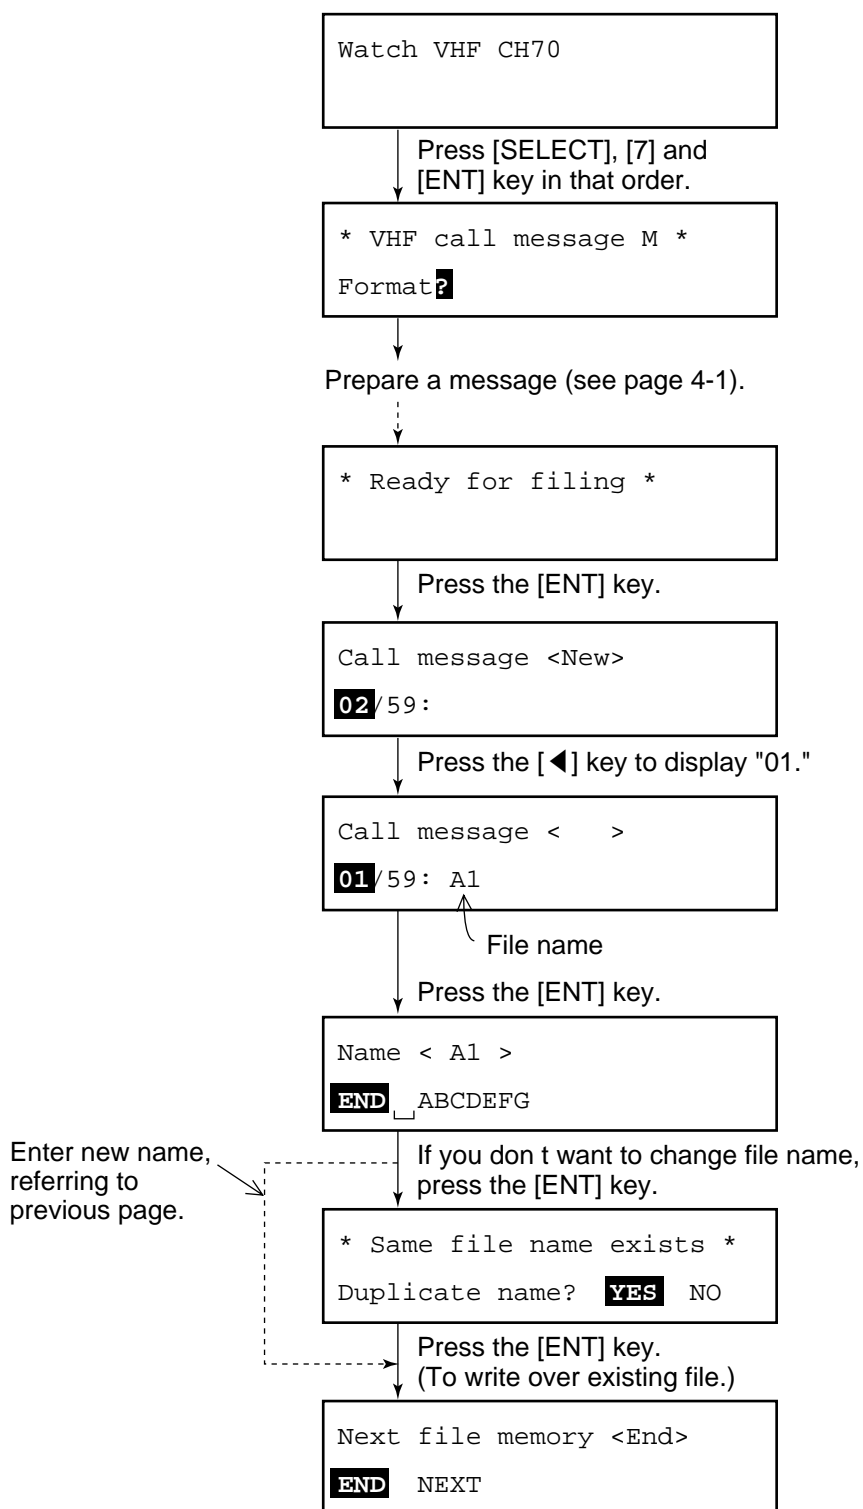 Watch VHF CH70
Press [SELECT], [7] and
[ENT] key in that order.
* VHF call message M *
Format?
Prepare a message (see page 4-1).
* Ready for filing *
Press the [ENT] key.
Call message <New>
02/59:
Press the [◀] key to display "01."
Call message <   >
01/59: A1
File name
Press the [ENT] key.
Name < A1 >
END ␣ABCDEFG
Enter new name,
referring to
previous page.
If you don t want to change file name,
press the [ENT] key.
* Same file name exists *
Duplicate name? YES NO
Press the [ENT] key.
(To write over existing file.)
Next file memory <End>
END NEXT